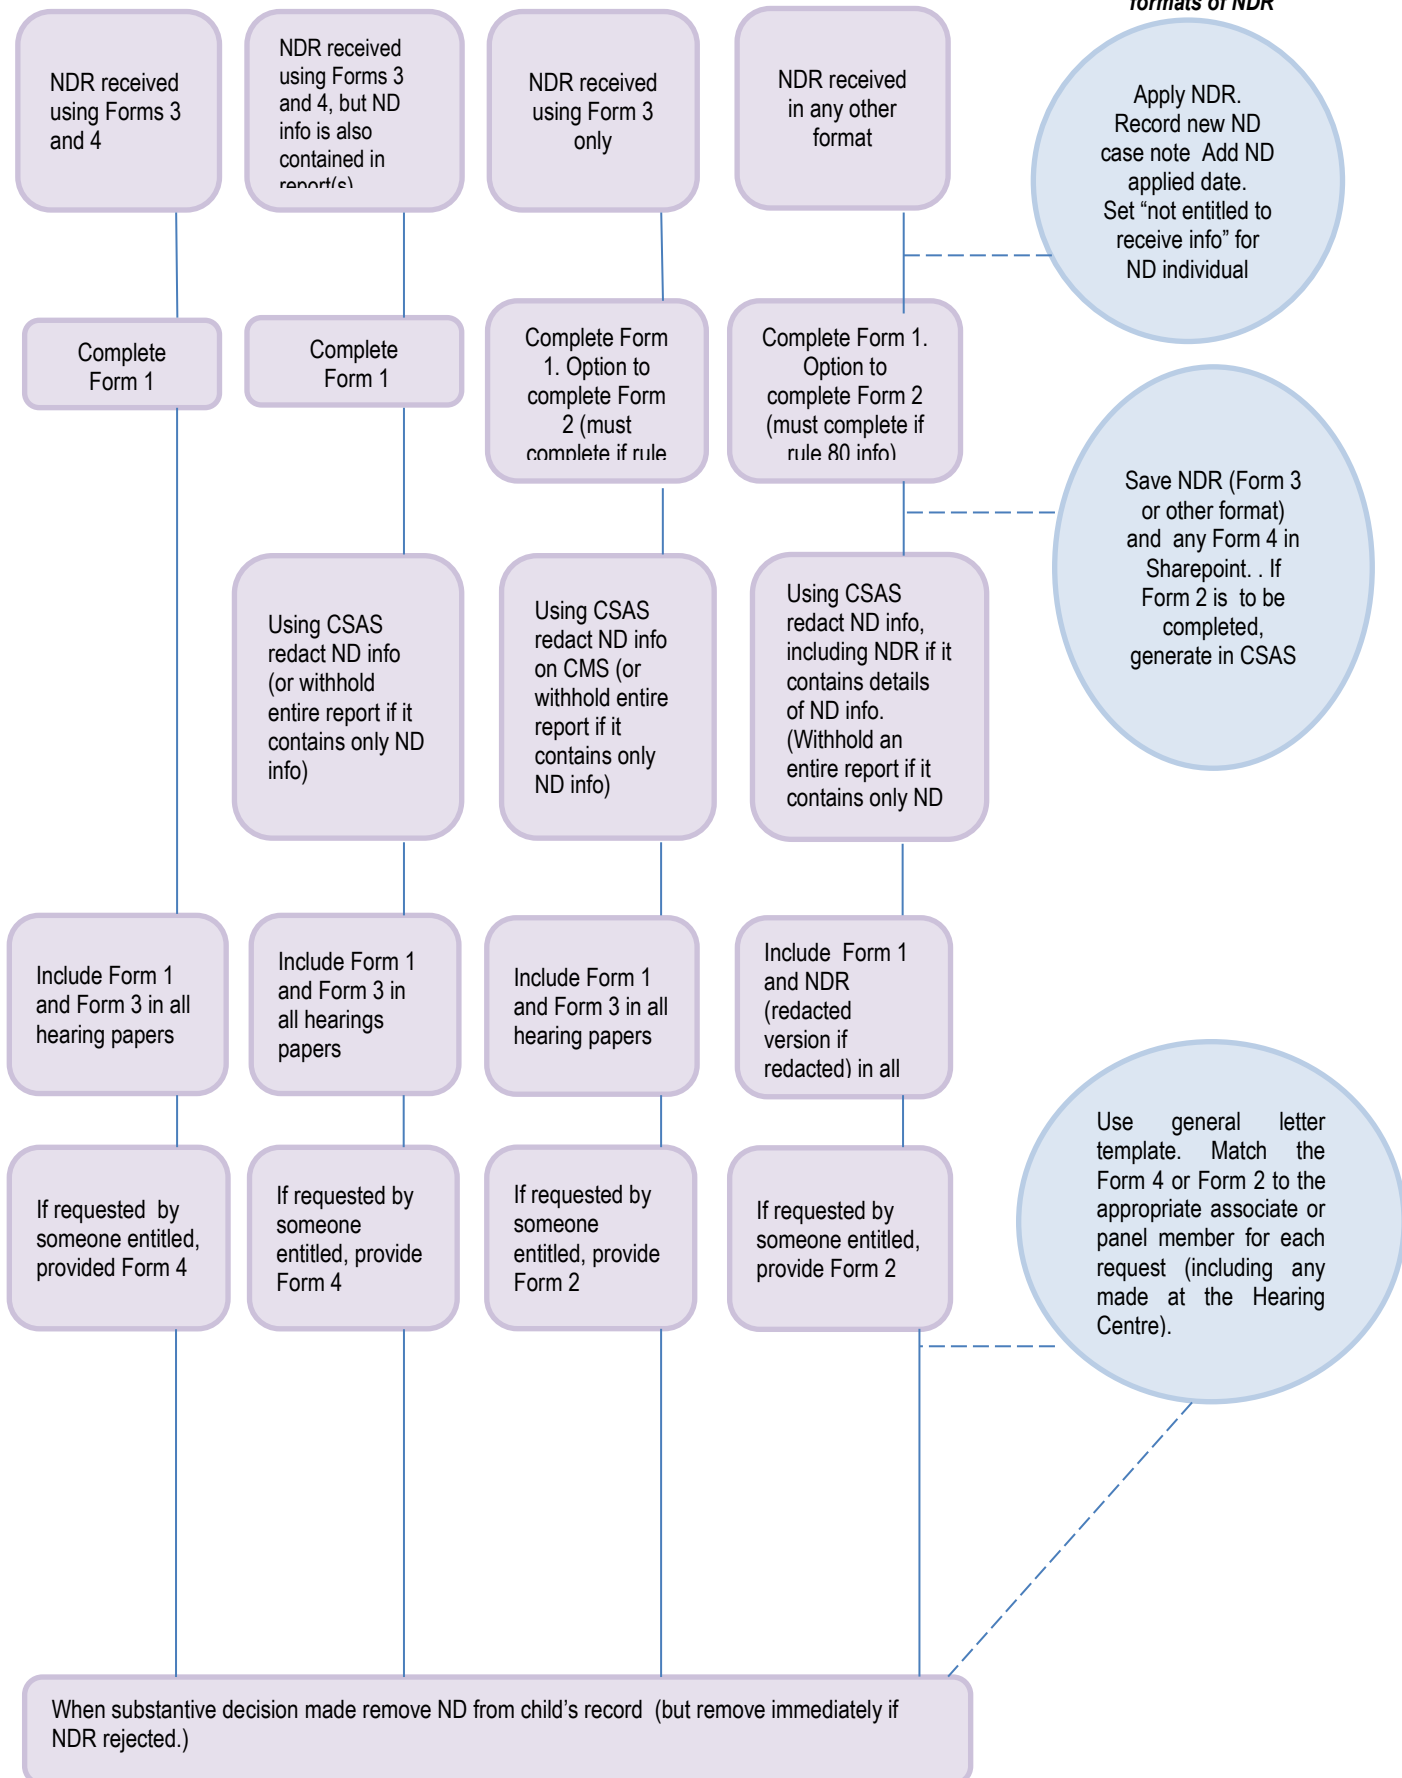 formats of NDR
NDR received
using Forms 3
and 4
NDR received
using Forms 3
and 4, but ND
info is also
contained in
report(s)
NDR received
using Form 3
only
NDR received
in any other
format
Apply NDR.
Record new ND
case note  Add ND
applied date.
Set “not entitled to
receive info” for
ND individual
Complete
Form 1
Complete
Form 1
Complete Form
1. Option to
complete Form
2 (must
complete if rule
Complete Form 1.
Option to
complete Form 2
(must complete if
rule 80 info)
Save NDR (Form 3
or other format)
and  any Form 4 in
Sharepoint. . If
Form 2 is  to be
completed,
generate in CSAS
Using CSAS
redact ND info
(or withhold
entire report if it
contains only ND
info)
Using CSAS
redact ND info
on CMS (or
withhold entire
report if it
contains only
ND info)
Using CSAS
redact ND info,
including NDR if it
contains details
of ND info.
(Withhold an
entire report if it
contains only ND
Include Form 1
and Form 3 in all
hearing papers
Include Form 1
and Form 3 in
all hearings
papers
Include Form 1
and Form 3 in all
hearing papers
Include  Form 1
and NDR
(redacted
version if
redacted) in all
If requested  by
someone entitled,
provided Form 4
If requested by
someone
entitled, provide
Form 4
If requested by
someone
entitled, provide
Form 2
If requested by
someone entitled,
provide Form 2
Use general letter
template. Match the
Form 4 or Form 2 to the
appropriate associate or
panel member for each
request (including any
made at the Hearing
Centre).
When substantive decision made remove ND from child’s record  (but remove immediately if
NDR rejected.)